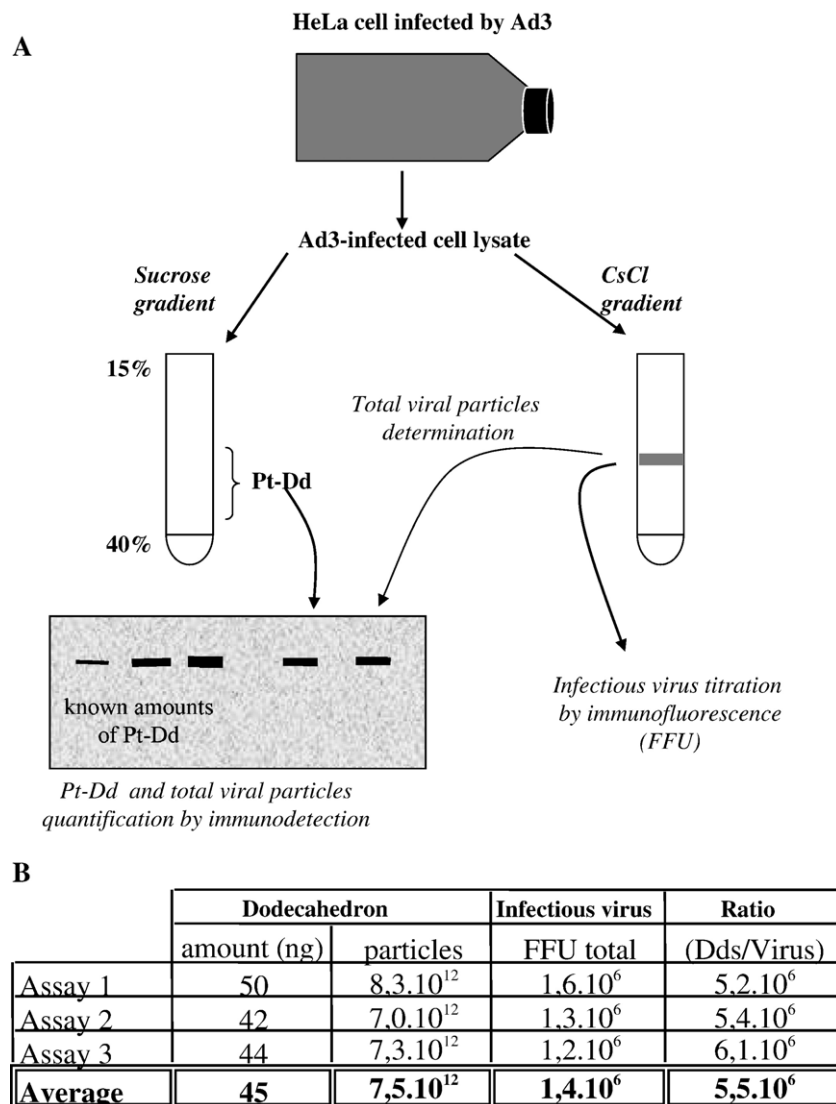 HeLa cell infected by Ad3
A
Ad3-infected cell lysate
Sucrose
gradient
CsCl
gradient
15%
Total viral particles
determination
Pt-Dd
40%
known amounts
of Pt-Dd
Infectious virus titration
by immunofluorescence
(FFU)
Pt-Dd and total viral particles
quantification by immunodetection
B
Dodecahedron Infectious virus Ratio
amount (ng) particles FFU total (Dds/Virus)
Assay 1 50 8,3.10¹² 1,6.10⁶ 5,2.10⁶
Assay 2 42 7,0.10¹² 1,3.10⁶ 5,4.10⁶
Assay 3 44 7,3.10¹² 1,2.10⁶ 6,1.10⁶
Average 45 7,5.10¹² 1,4.10⁶ 5,5.10⁶